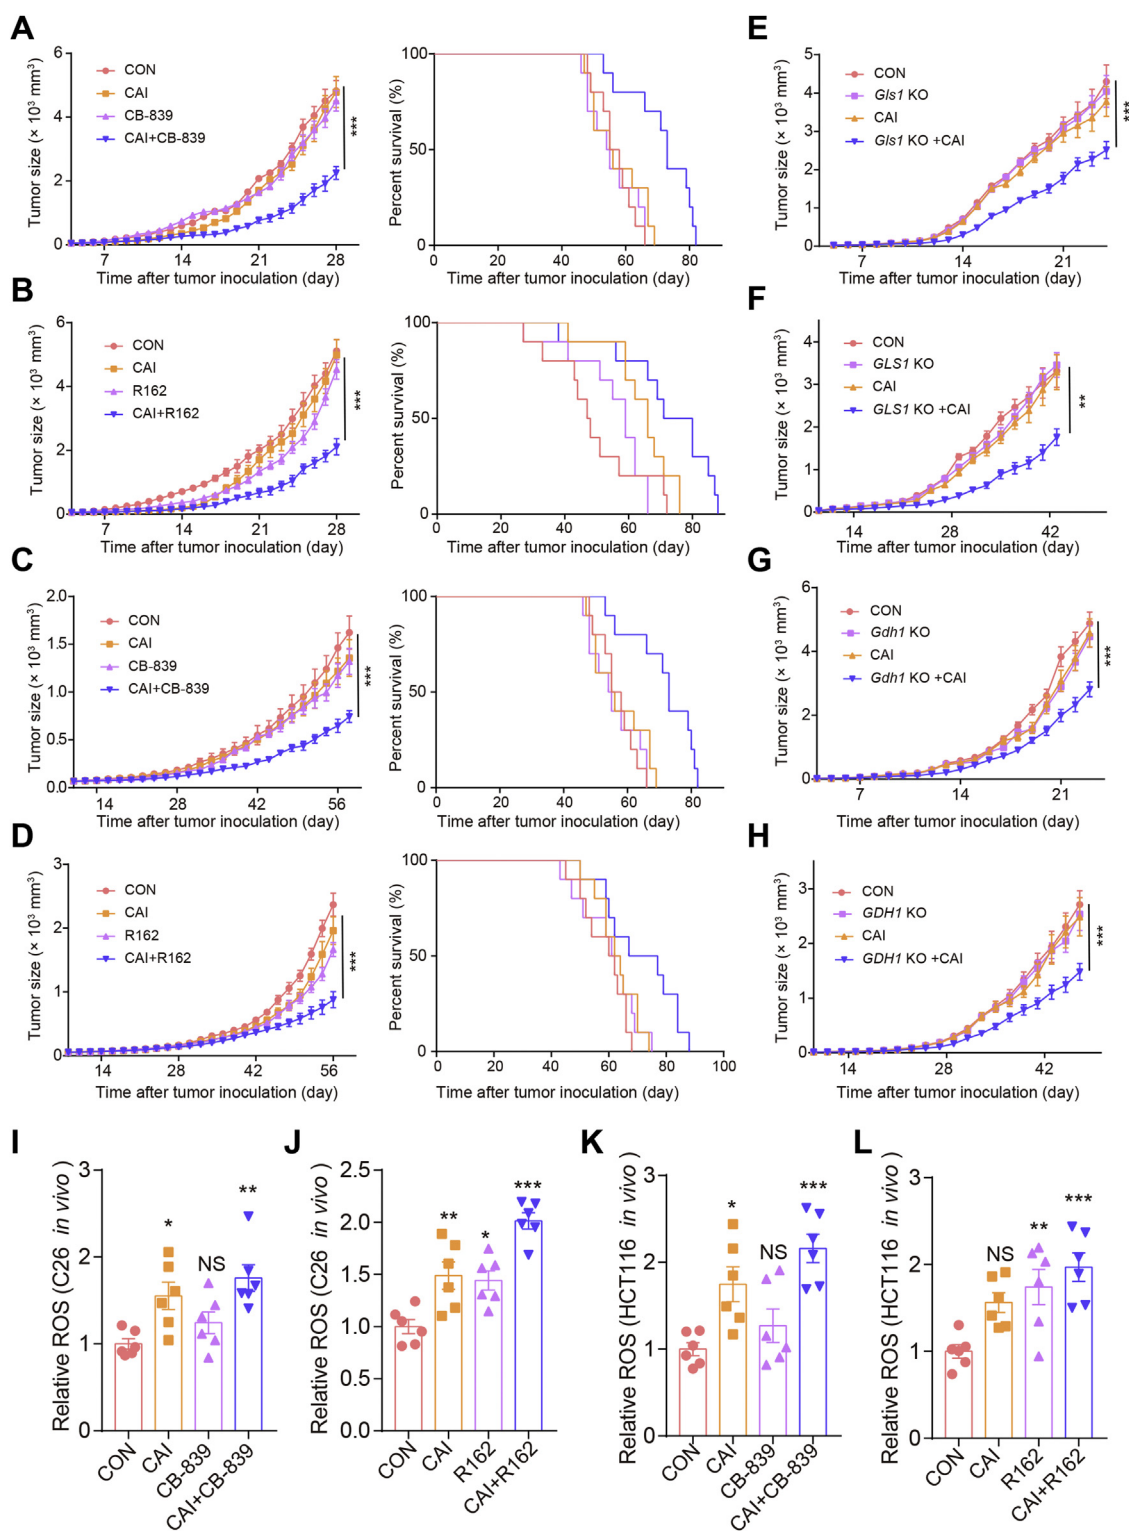 A
Tumor size (× 10³ mm³)
6
4
2
0
CON
CAI
CB-839
CAI+CB-839
***
7 14 21 28
Time after tumor inoculation (day)
Percent survival (%)
100
50
0
0 20 40 60 80
Time after tumor inoculation (day)
E
Tumor size (× 10³ mm³)
5
4
3
2
1
0
CON
Gls1 KO
CAI
Gls1 KO +CAI
***
7 14 21
Time after tumor inoculation (day)
B
Tumor size (× 10³ mm³)
6
4
2
0
CON
CAI
R162
CAI+R162
***
7 14 21 28
Time after tumor inoculation (day)
Percent survival (%)
100
50
0
0 20 40 60 80
Time after tumor inoculation (day)
F
Tumor size (× 10³ mm³)
4
3
2
1
0
CON
GLS1 KO
CAI
GLS1 KO +CAI
**
14 28 42
Time after tumor inoculation (day)
C
Tumor size (× 10³ mm³)
2.0
1.5
1.0
0.5
0.0
CON
CAI
CB-839
CAI+CB-839
***
14 28 42 56
Time after tumor inoculation (day)
Percent survival (%)
100
50
0
0 20 40 60 80
Time after tumor inoculation (day)
G
Tumor size (× 10³ mm³)
6
4
2
0
CON
Gdh1 KO
CAI
Gdh1 KO +CAI
***
7 14 21
Time after tumor inoculation (day)
D
Tumor size (× 10³ mm³)
3
2
1
0
CON
CAI
R162
CAI+R162
***
14 28 42 56
Time after tumor inoculation (day)
Percent survival (%)
100
50
0
0 20 40 60 80 100
Time after tumor inoculation (day)
H
Tumor size (× 10³ mm³)
3
2
1
0
CON
GDH1 KO
CAI
GDH1 KO +CAI
***
14 28 42
Time after tumor inoculation (day)
I
Relative ROS (C26 in vivo )
3
2
1
0
*
NS
**
CON
CAI
CB-839
CAI+CB-839
J
Relative ROS (C26 in vivo )
2.5
2.0
1.5
1.0
0.5
0.0
**
*
***
CON
CAI
R162
CAI+R162
K
Relative ROS (HCT116 in vivo )
3
2
1
0
*
NS
***
CON
CAI
CB-839
CAI+CB-839
L
Relative ROS (HCT116 in vivo )
3
2
1
0
NS
**
***
CON
CAI
R162
CAI+R162